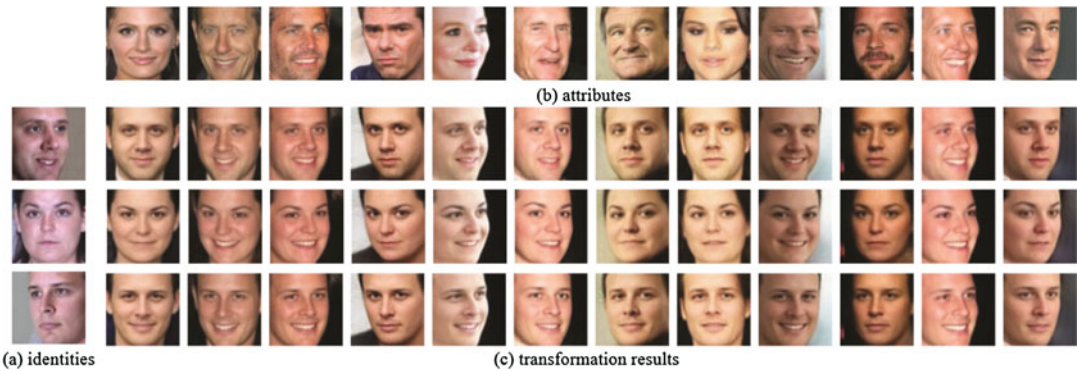 (b) attributes
(a) identities
(c) transformation results